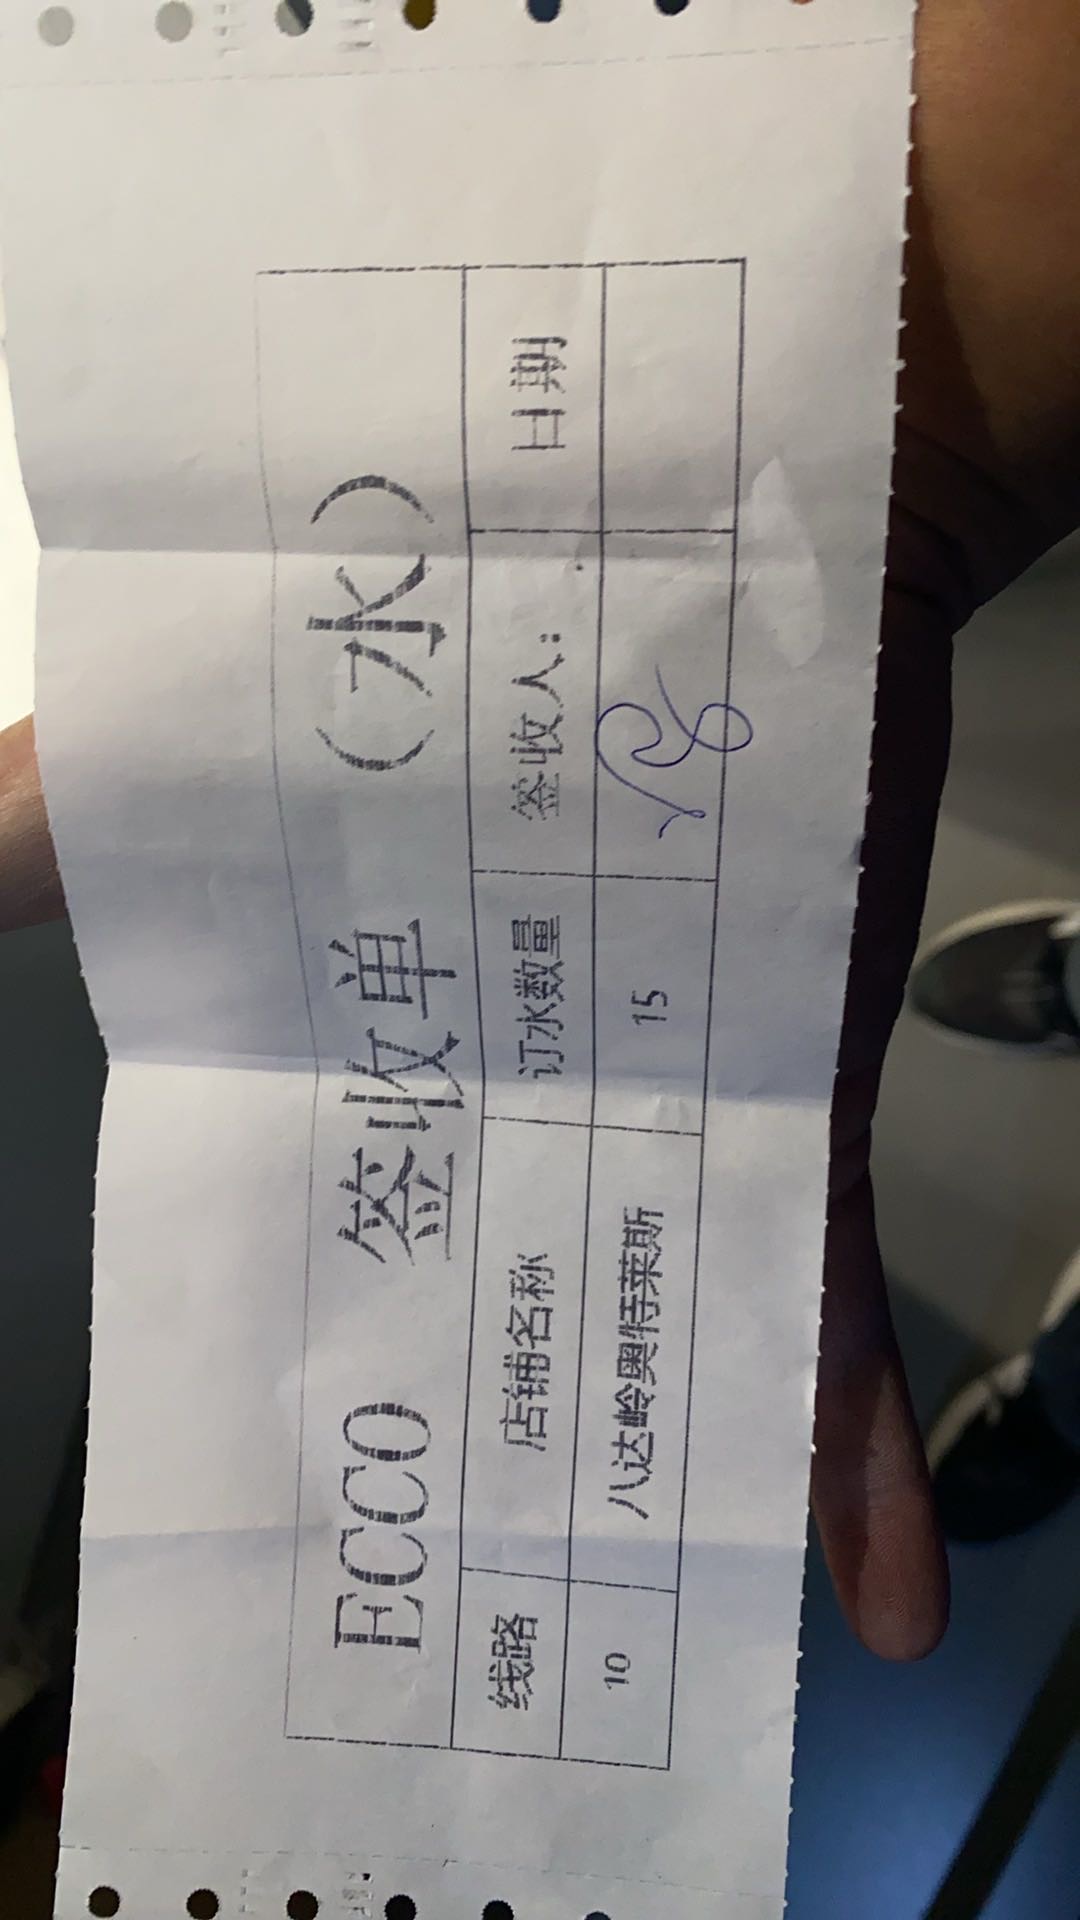 ECCO 签收单 （水）
线路 店铺名称 订水数量 签收人： 日期
10 八达岭奥特莱斯 15